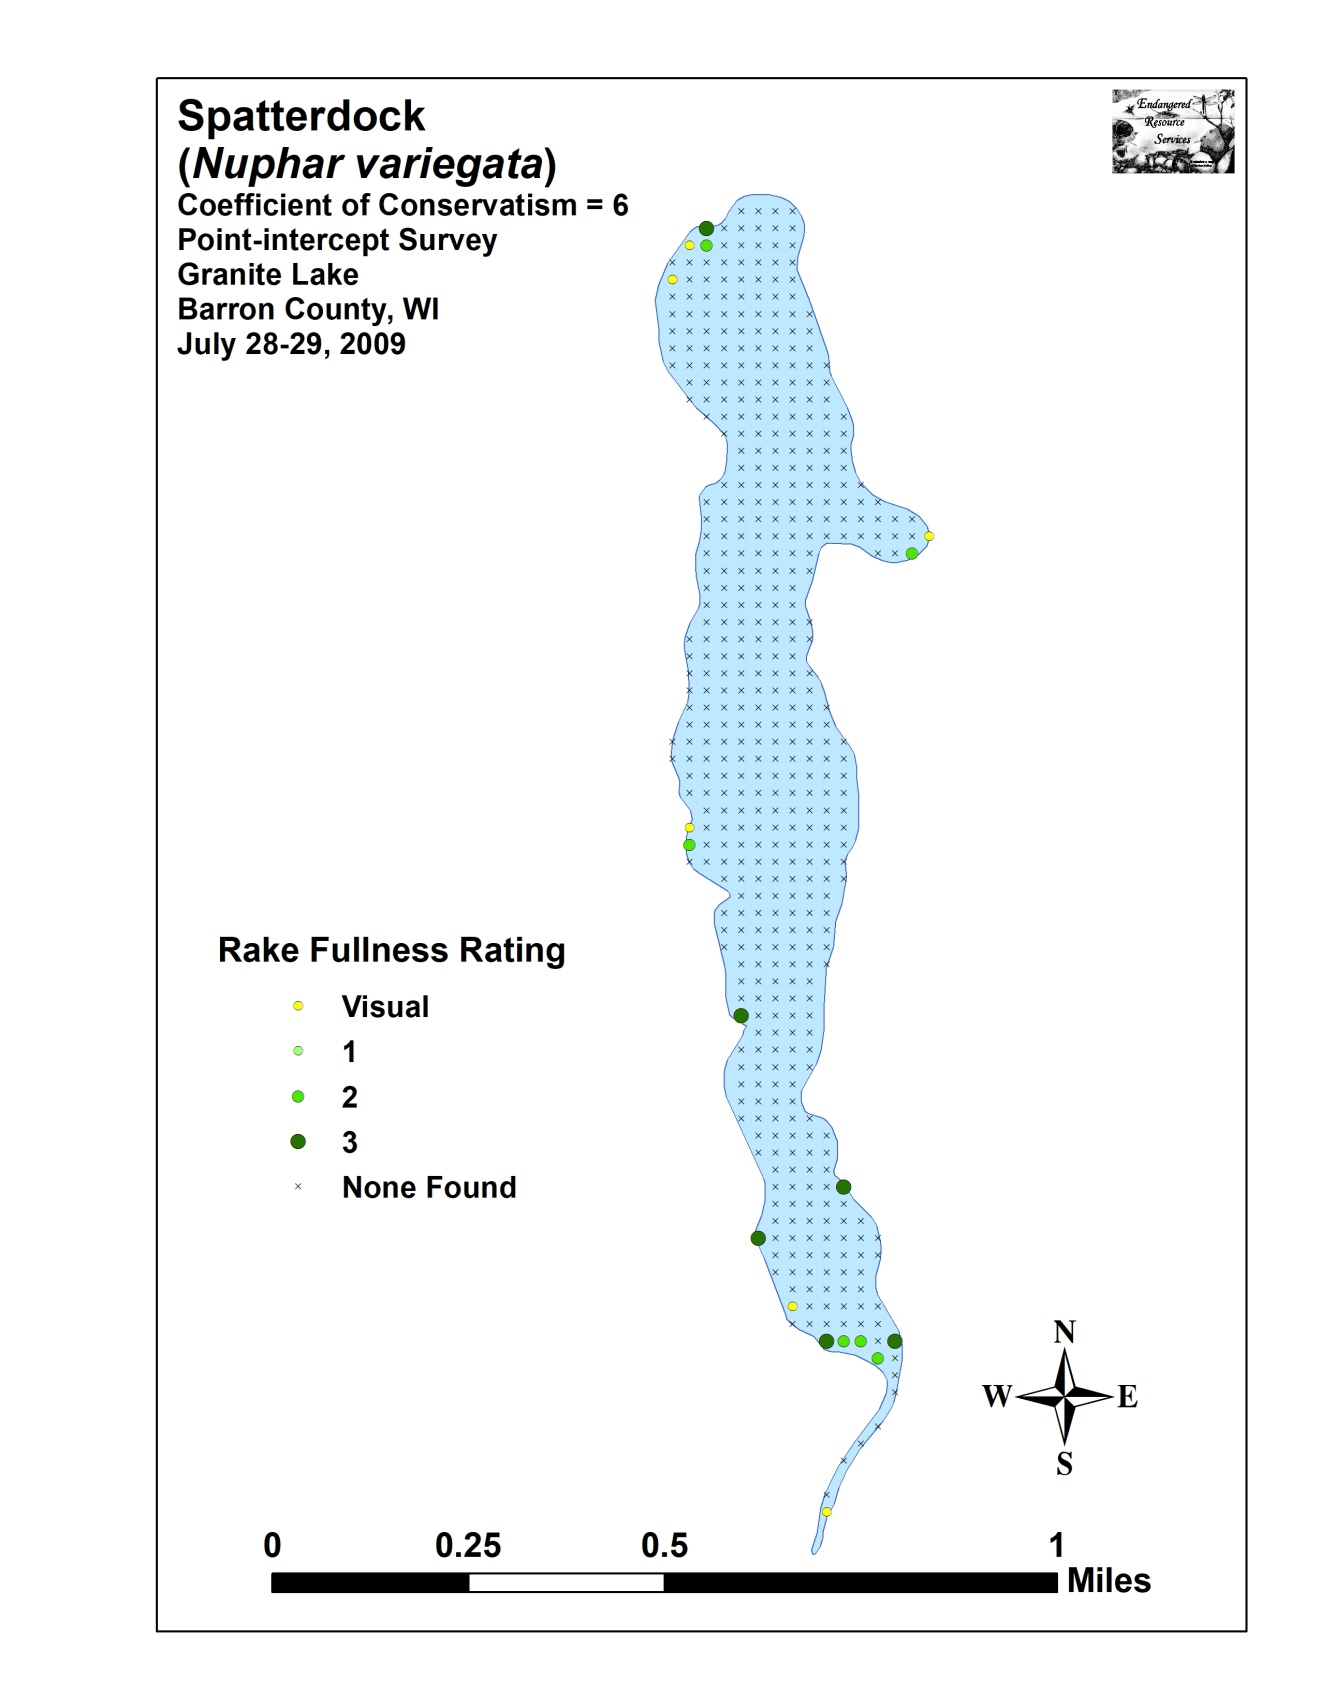 Spatterdock
(Nuphar variegata)
Coefficient of Conservatism = 6
Point-intercept Survey
Granite Lake
Barron County, WI
July 28-29, 2009
Endangered
Resource
Services
Rake Fullness Rating
Visual
1
2
3
None Found
N
W E
S
0 0.25 0.5 1
Miles